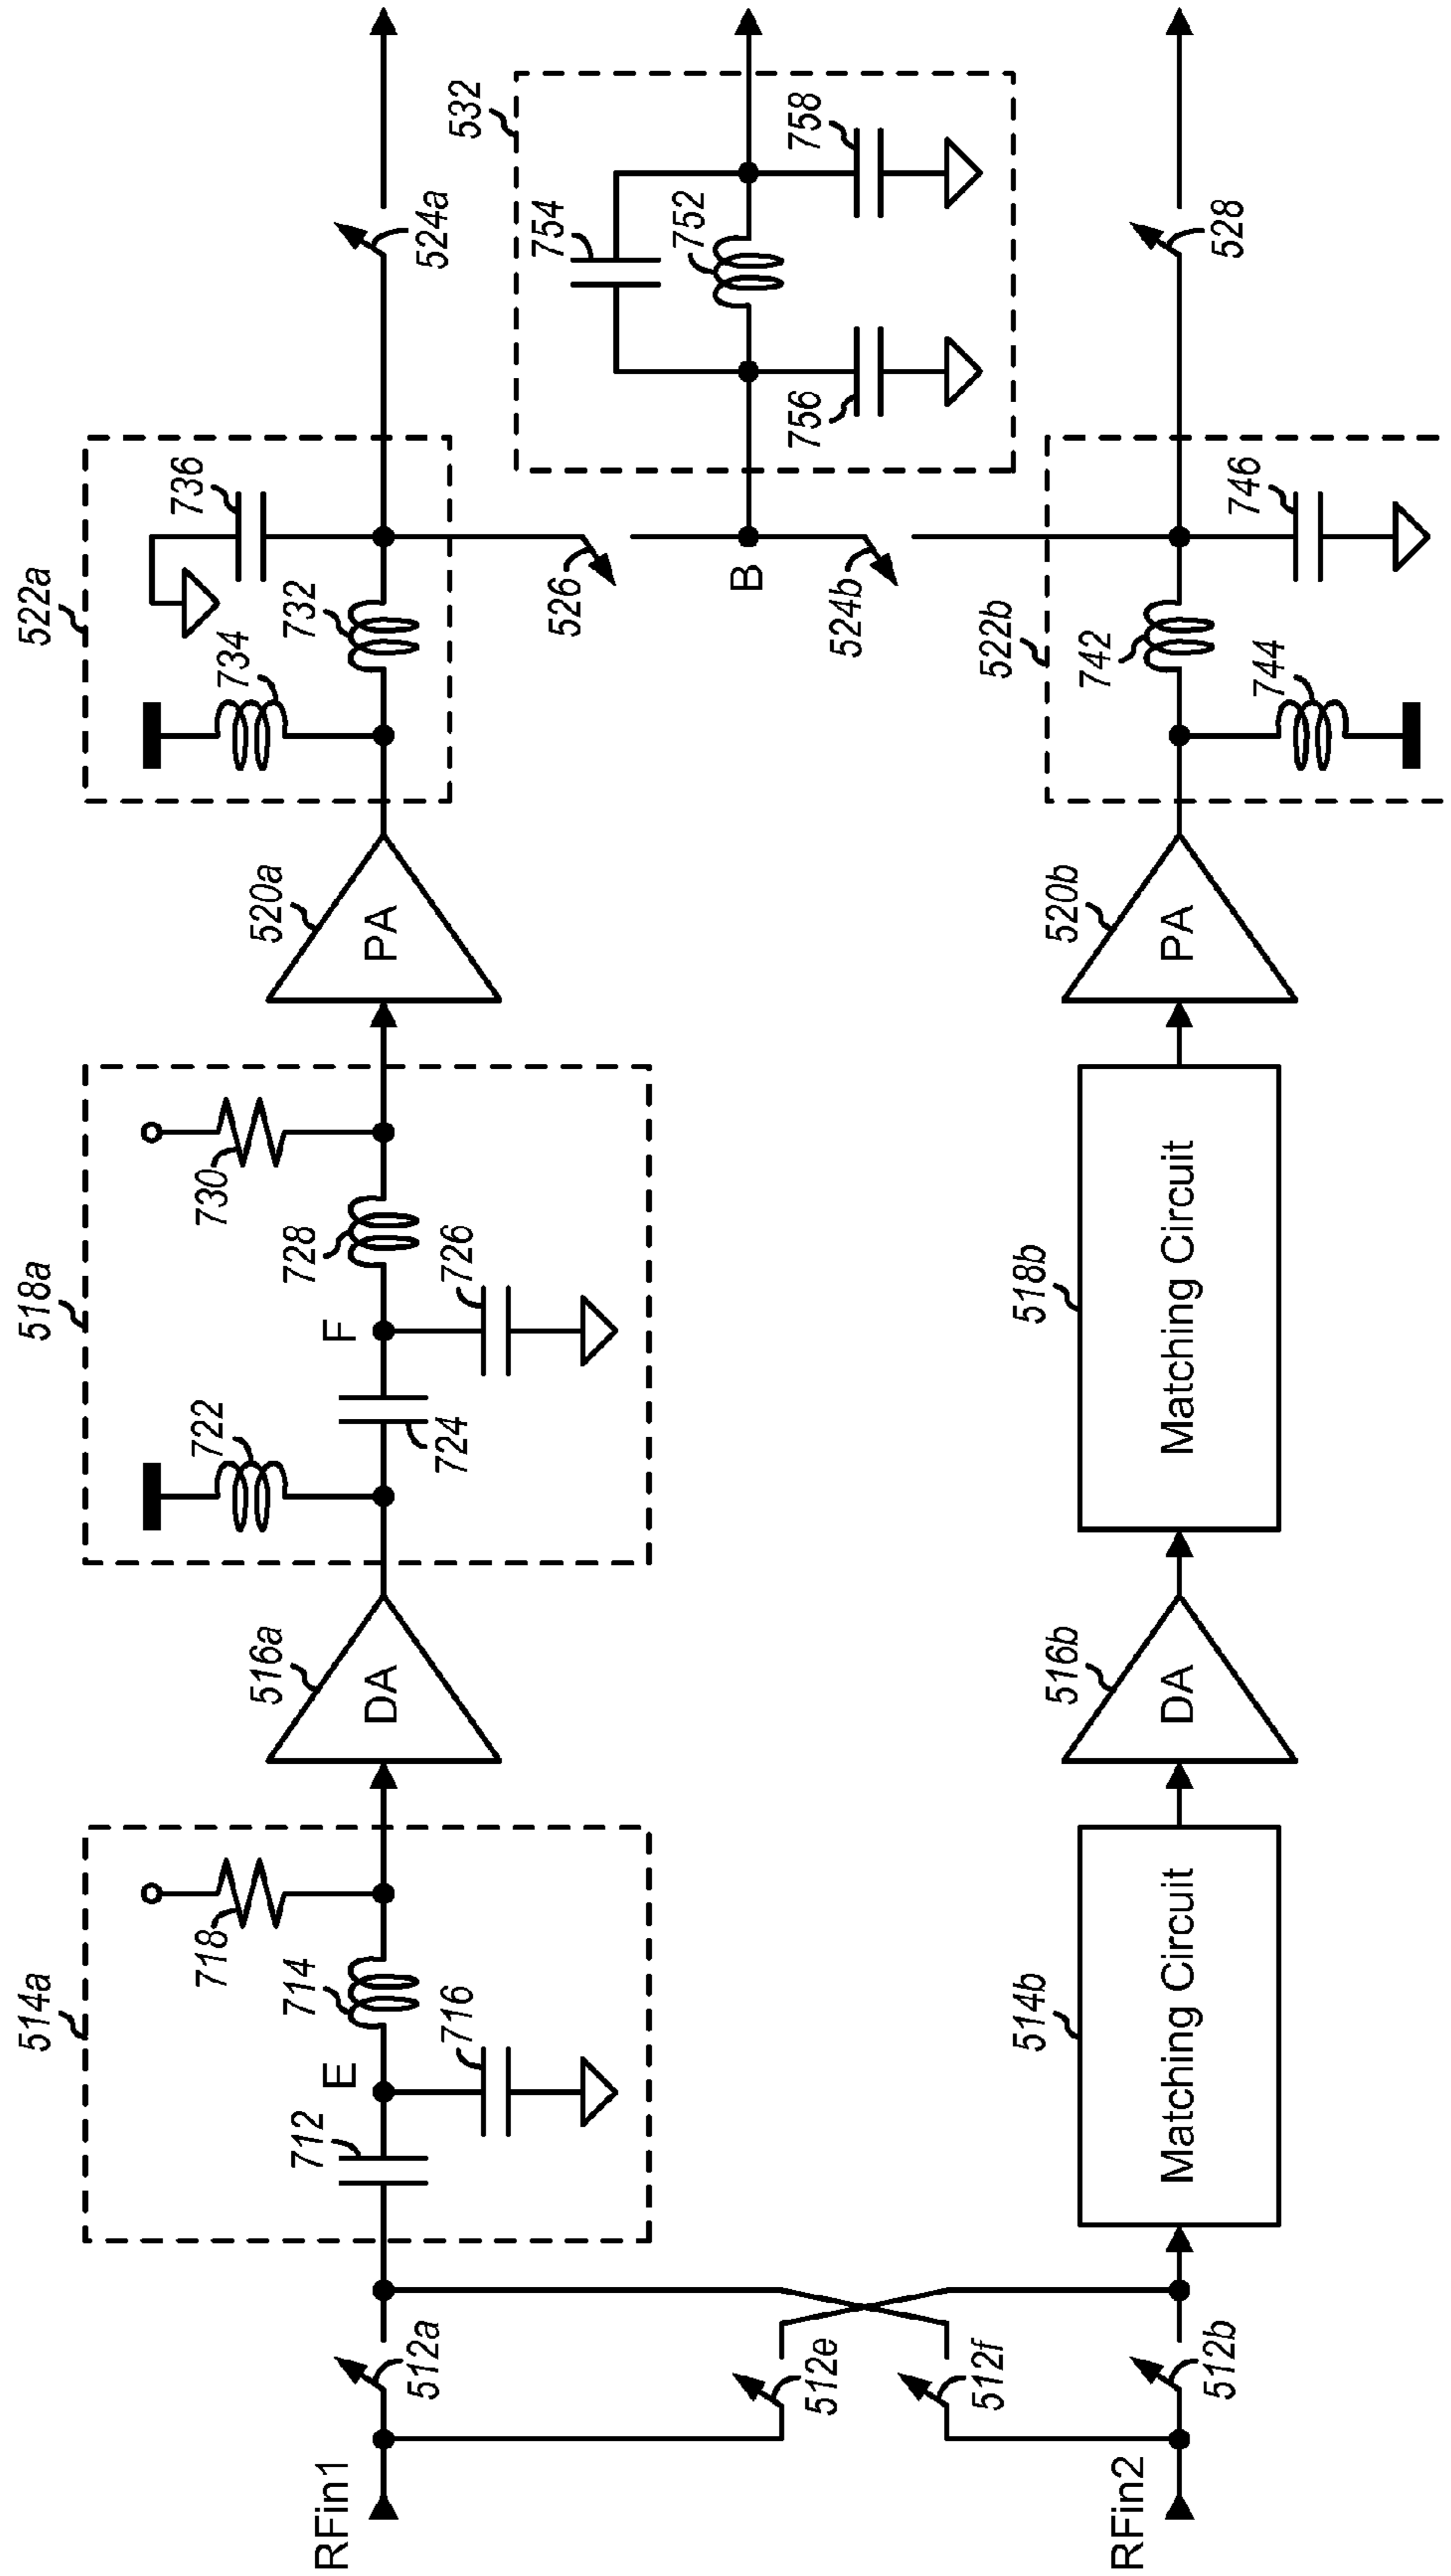 514a
718
714
716
E
712
516a
DA
518a
722
724
F
726
728
730
520a
PA
522a
734
732
736
524a
526
B
524b
532
754
752
756
758
RFin1
512a
512e
512f
512b
RFin2
514b
Matching Circuit
516b
DA
518b
Matching Circuit
520b
PA
522b
742
744
746
528